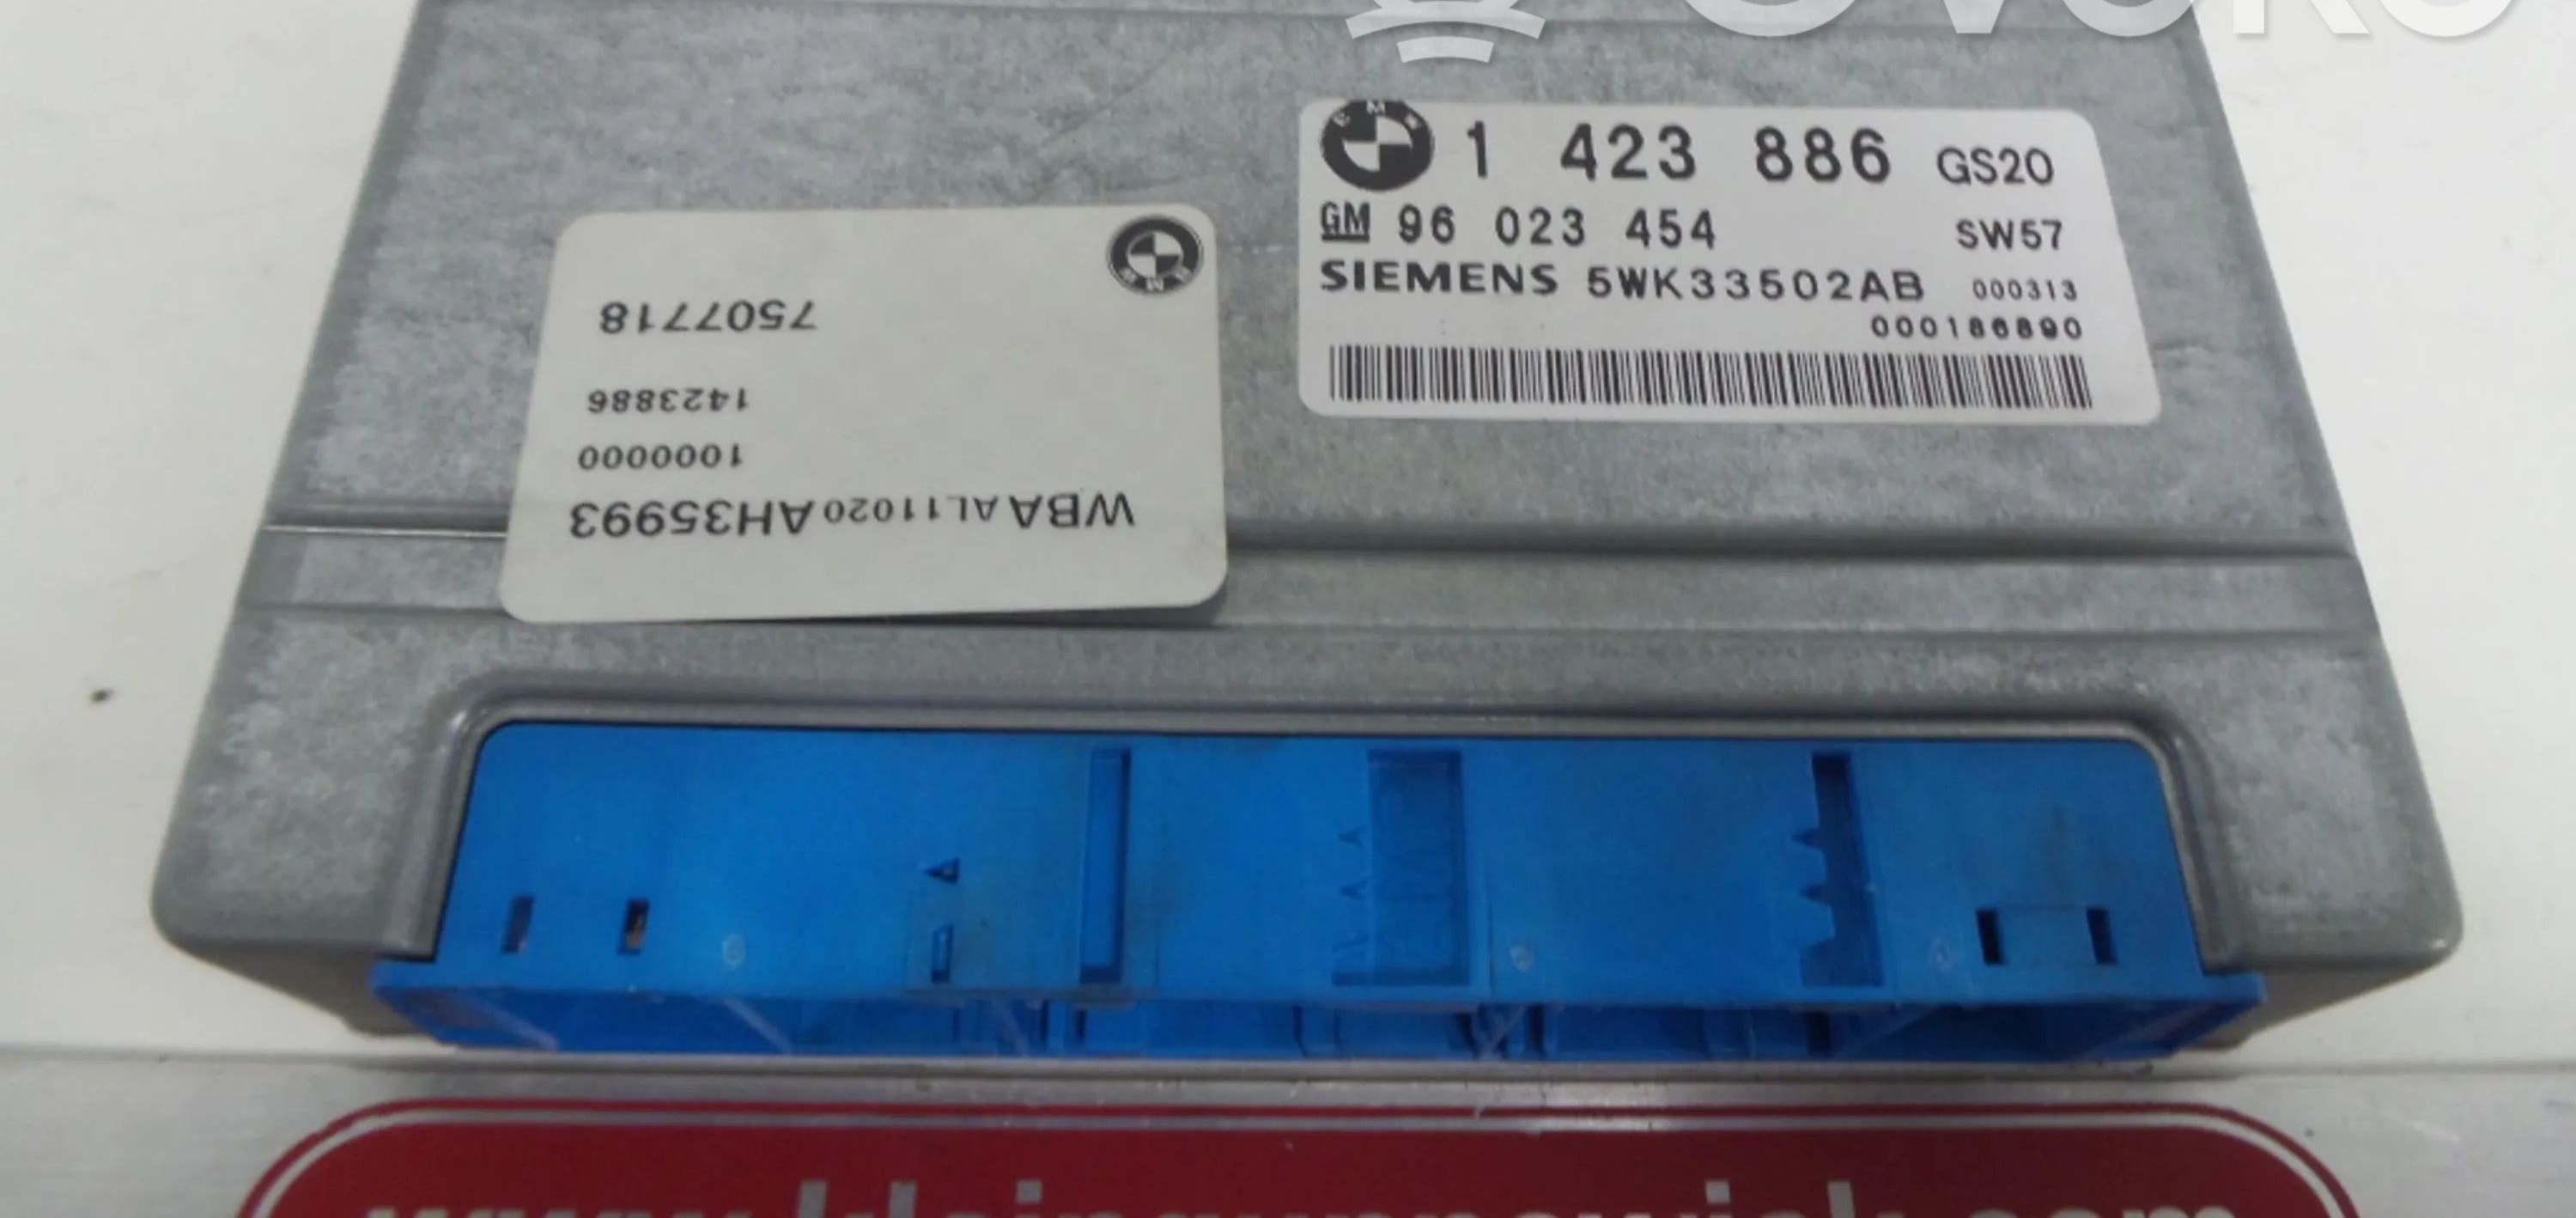 1 423 886 GS20
GM 96 023 454 SW57
SIEMENS 5WK33502AB 000313
000186890
WBAAL11020AH35993
1000000
1423886
7507718